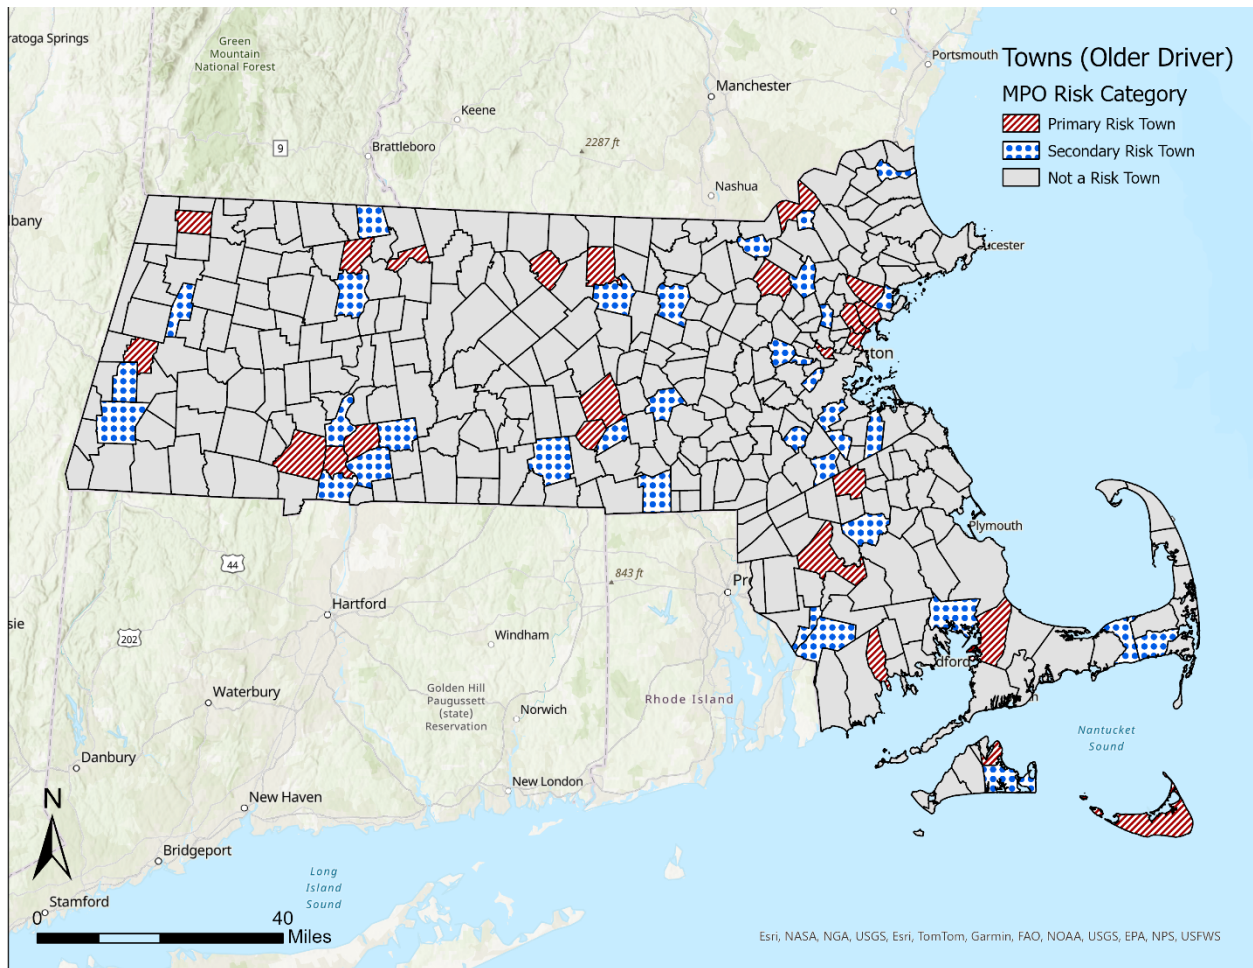 ratoga Springs
Green
Mountain
National Forest
Portsmouth
Towns (Older Driver)
MPO Risk Category
Primary Risk Town
Secondary Risk Town
Not a Risk Town
Manchester
Keene
2287 ft
9
Brattleboro
Nashua
lbany
ucester
ton
Plymouth
44
843 ft
Pro
Hartford
sie
202
Windham
dford
Golden Hill
Paugussett
(state)
Reservation
Rhode Island
Waterbury
Norwich
Nantucket
Sound
Danbury
New London
N
New Haven
Bridgeport
Long
Island
Sound
Stamford
0
40
Miles
Esri, NASA, NGA, USGS, Esri, TomTom, Garmin, FAO, NOAA, USGS, EPA, NPS, USFWS